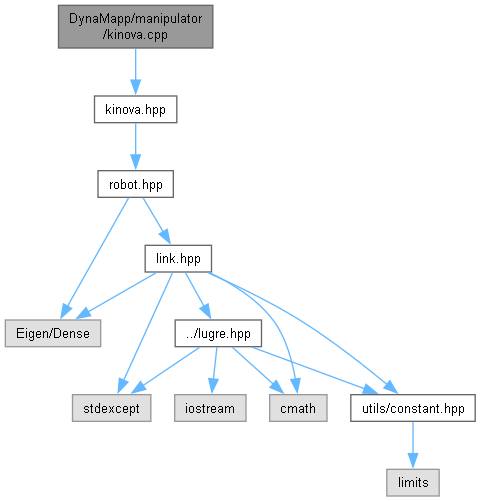 DynaMapp/manipulator
/kinova.cpp
kinova.hpp
robot.hpp
link.hpp
Eigen/Dense
../lugre.hpp
stdexcept
iostream
cmath
utils/constant.hpp
limits